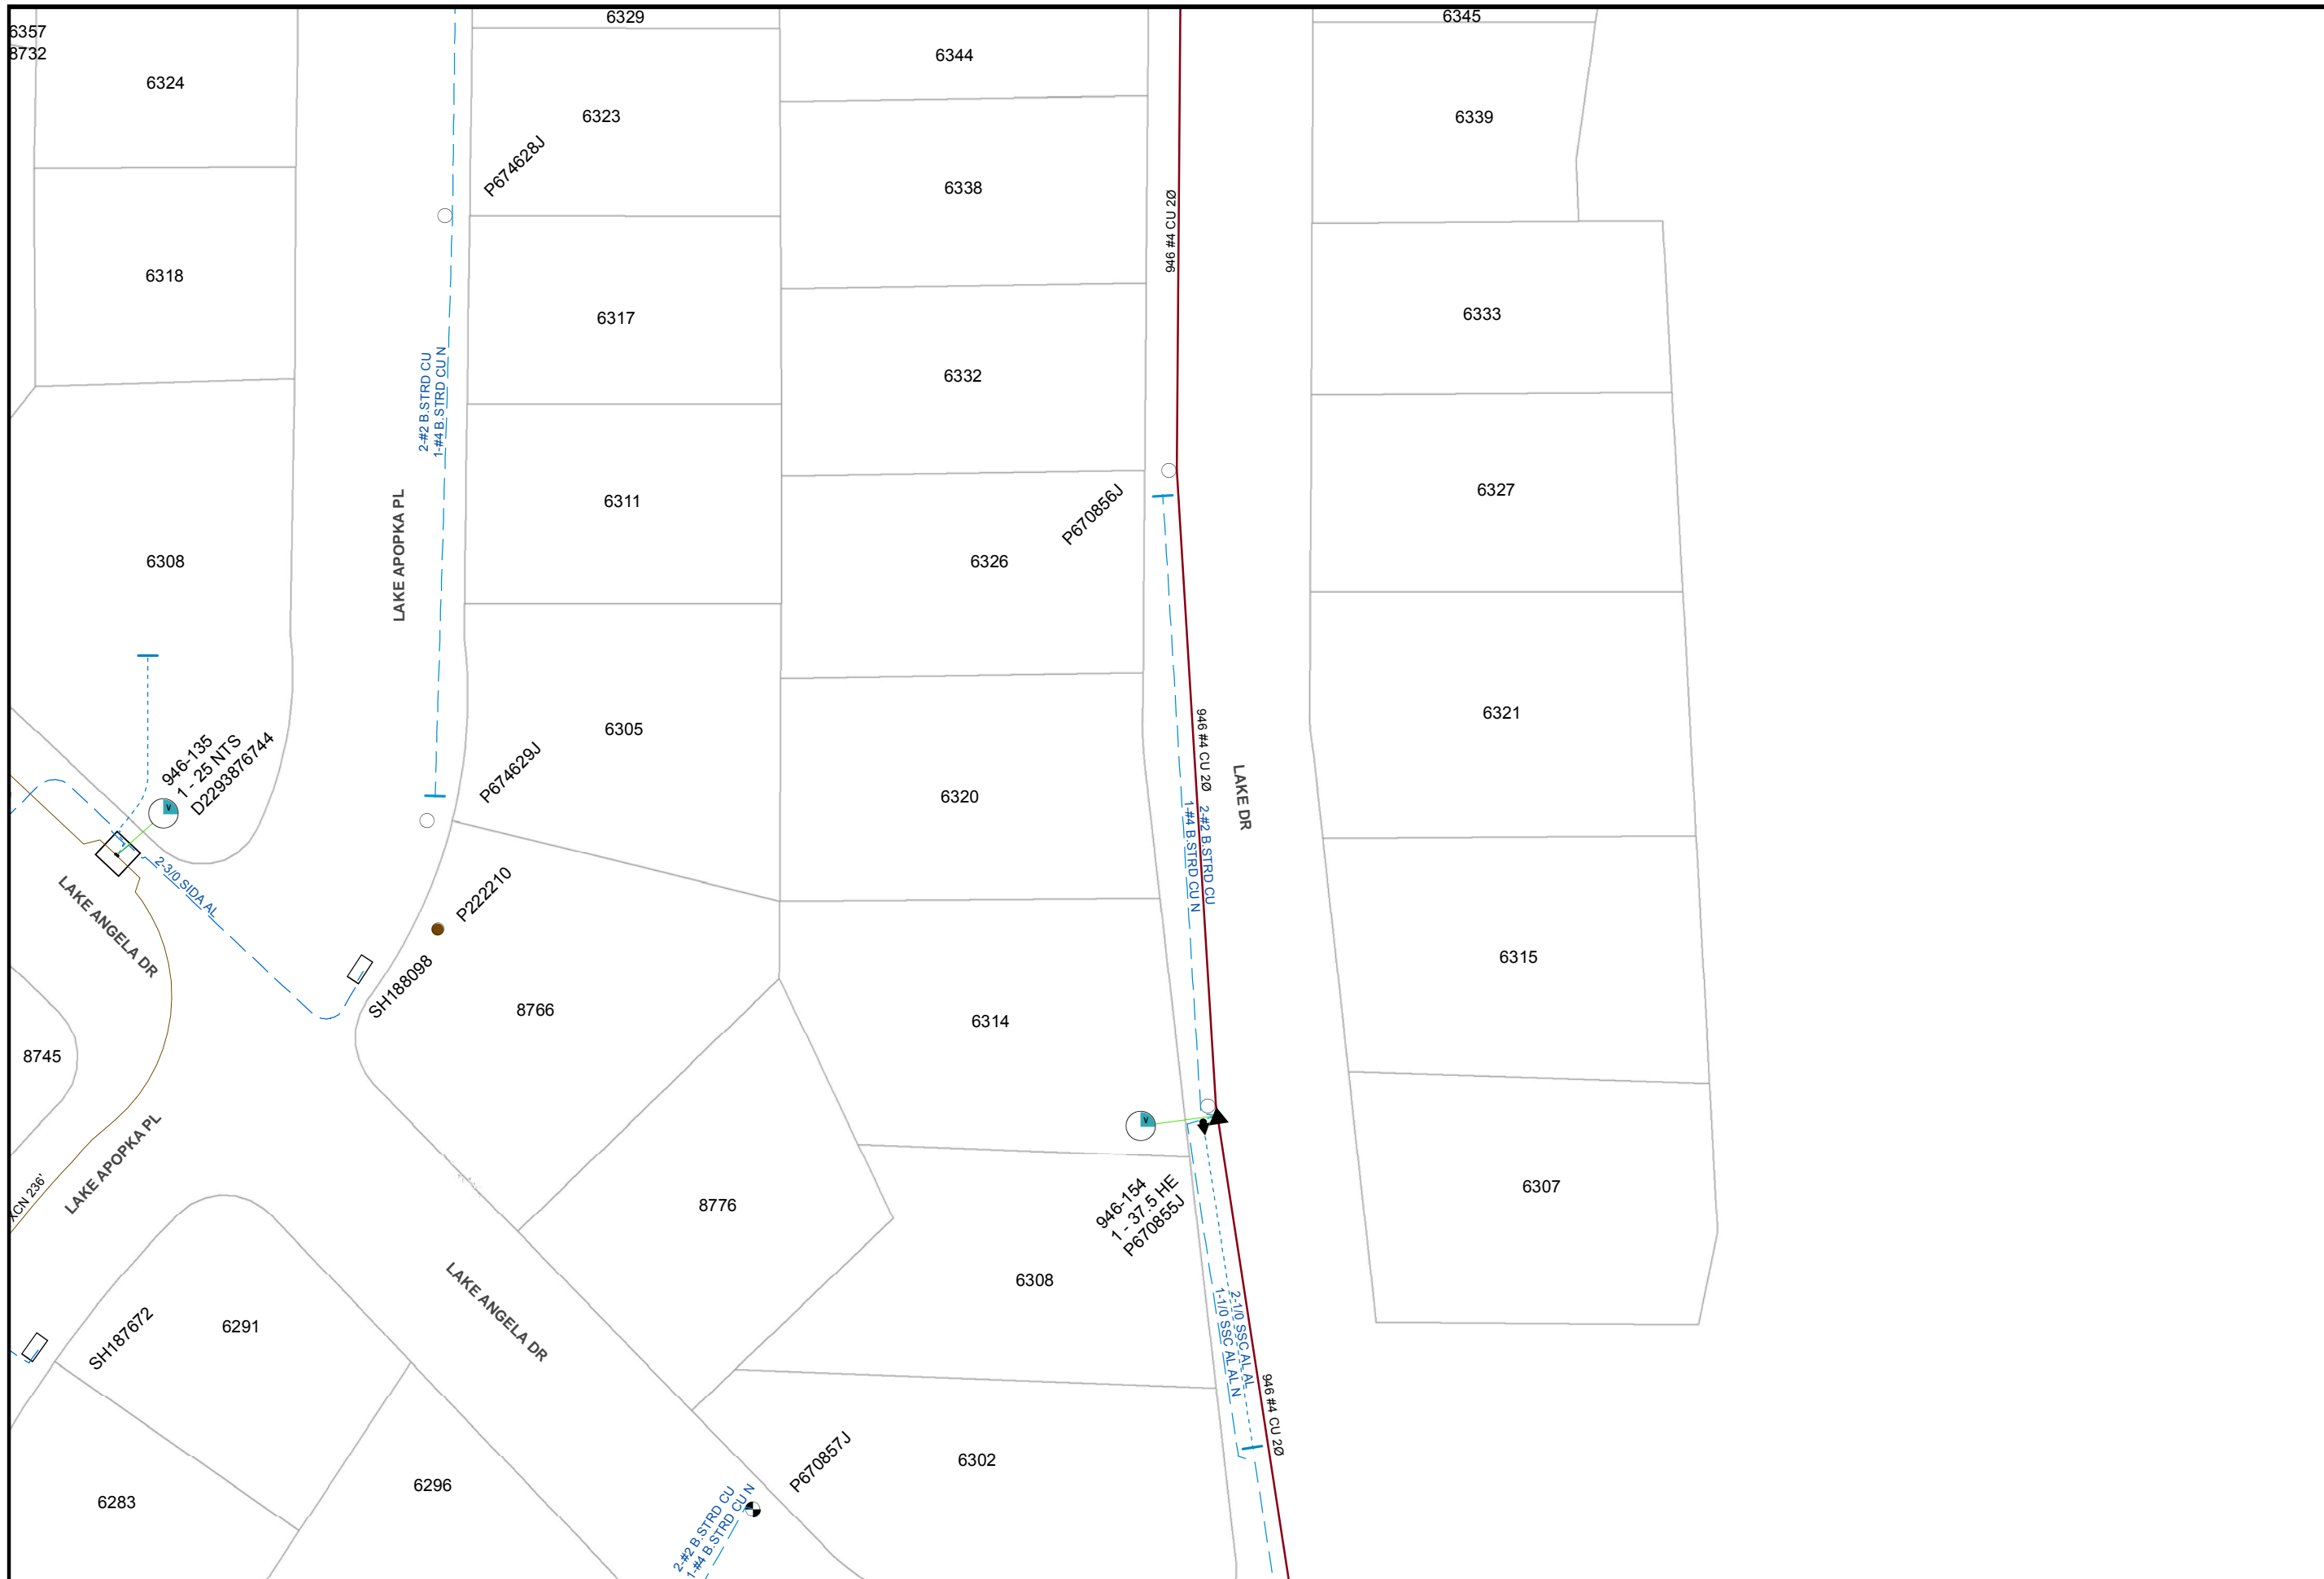 6357
8732
6324
6329
6344
6345
6323
6339
P674628J
6338
946 #4 CU 2Ø
6318
6317
6333
2-#2 B.STRD CU
1-#4 B.STRD CU N
6332
LAKE APOPKA PL
6311
P670856J
6327
6308
6326
6305
6321
946-135
1 - 25 NTS
D2293876744
P674629J
946 #4 CU 2Ø
LAKE DR
6320
2-#2 B.STRD CU
1-#4 B.STRD CU N
2-3/0 SIDA AL
P222210
LAKE ANGELA DR
SH188098
6315
8766
6314
8745
LAKE APOPKA PL
XCN 236'
8776
946-154
1 - 37.5 HE
P670855J
6307
6308
LAKE ANGELA DR
SH187672
6291
2-1/0 SSC AL AL
1-1/0 SSC AL AL N
946 #4 CU 2Ø
6302
P670857J
6296
6283
2-#2 B.STRD CU
1-#4 B.STRD CU N